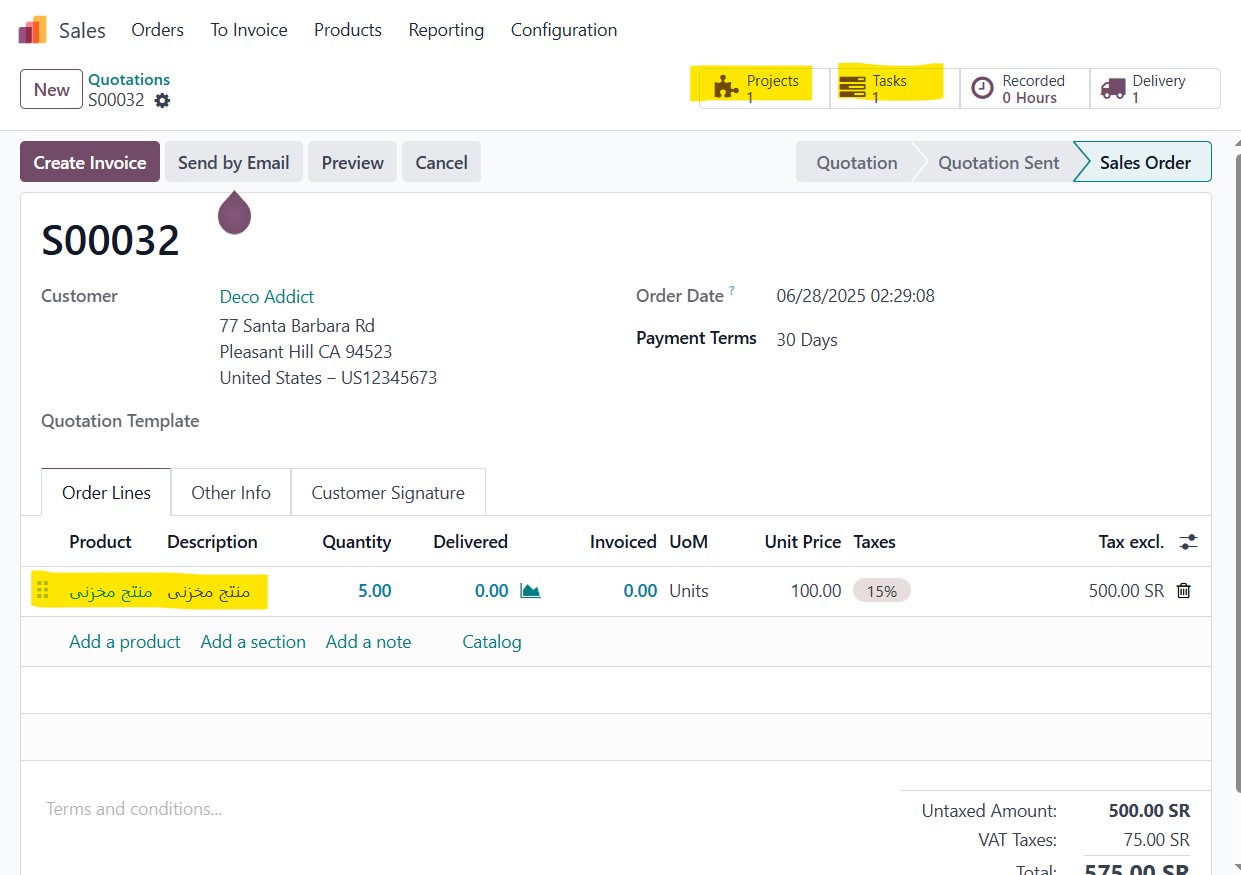 Sales Orders To Invoice Products Reporting Configuration
New Quotations
S00032
Projects 1 Tasks 1 Recorded 0 Hours Delivery 1
Create Invoice Send by Email Preview Cancel Quotation Quotation Sent Sales Order
S00032
Customer Deco Addict Order Date ? 06/28/2025 02:29:08
77 Santa Barbara Rd
Pleasant Hill CA 94523
United States – US12345673
Payment Terms 30 Days
Quotation Template
Order Lines Other Info Customer Signature
Product Description Quantity Delivered Invoiced UoM Unit Price Taxes Tax excl.
منتج مخزنى منتج مخزنى 5.00 0.00 0.00 Units 100.00 15% 500.00 SR
Add a product Add a section Add a note Catalog
Terms and conditions...
Untaxed Amount: 500.00 SR
VAT Taxes: 75.00 SR
Total: 575.00 SR